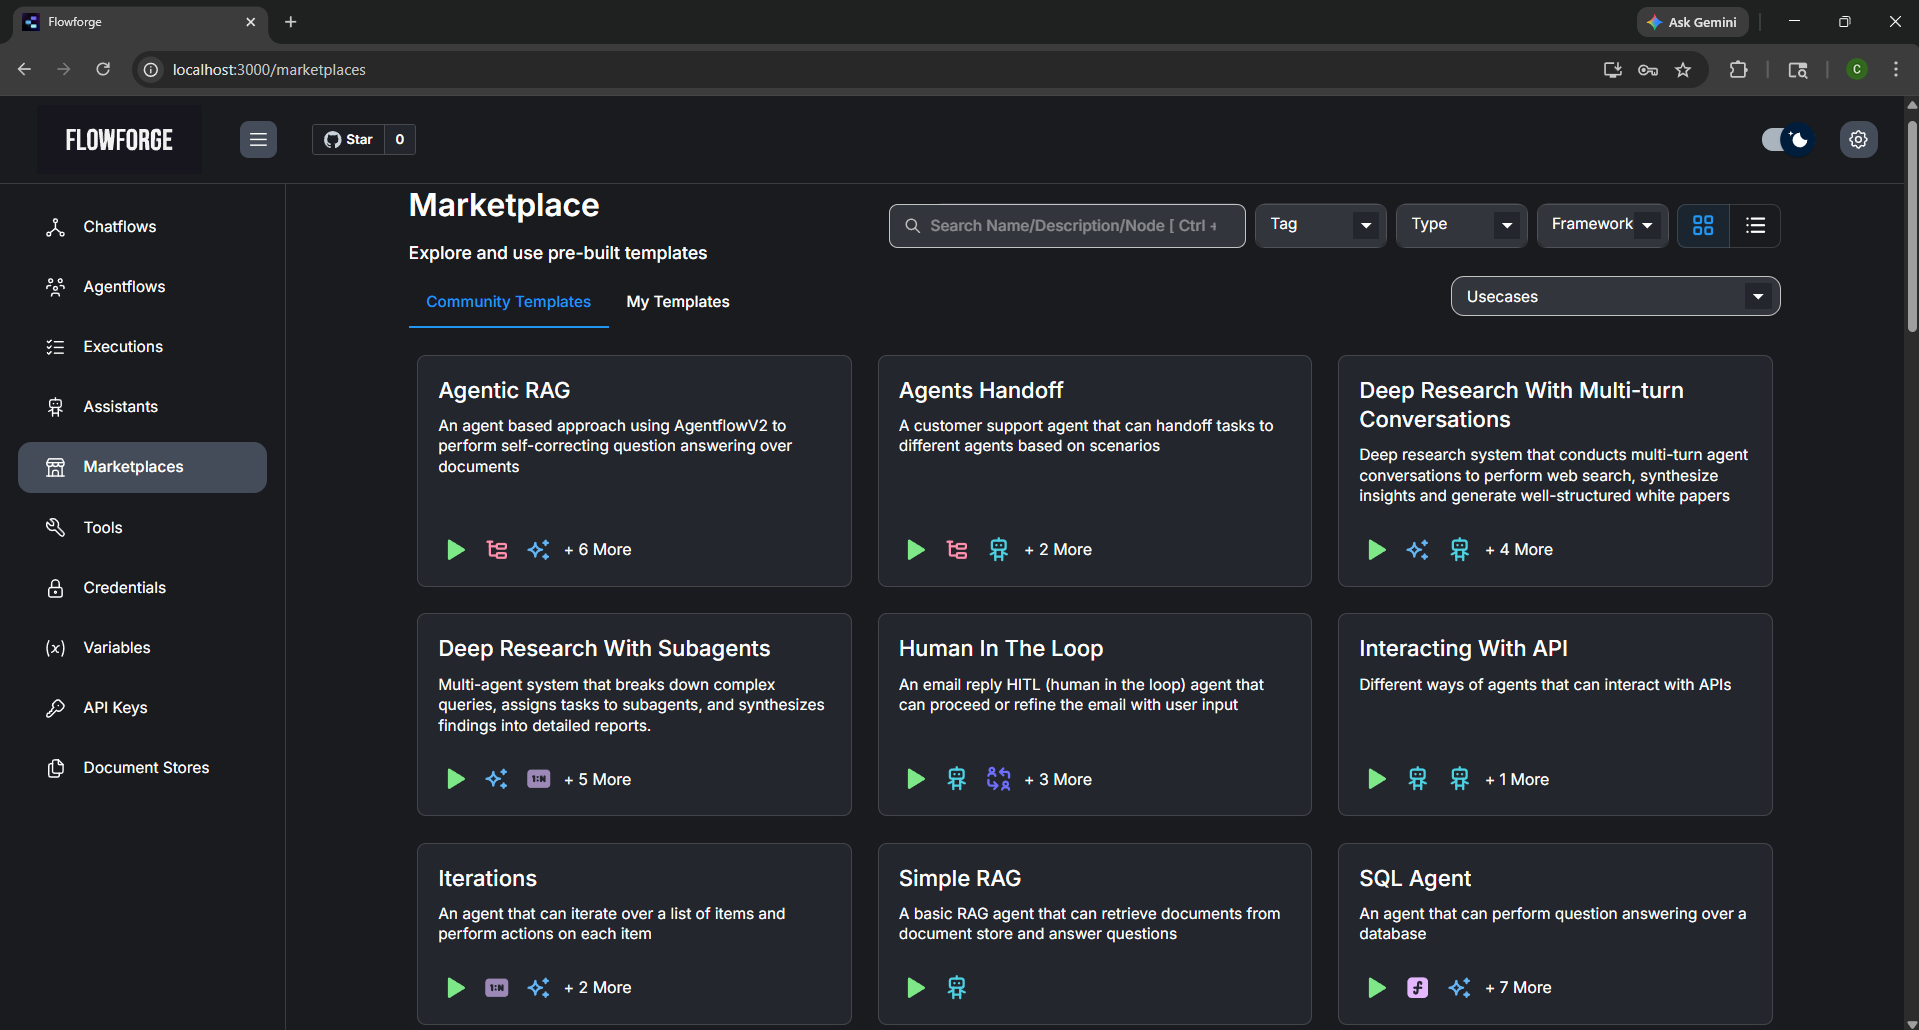 Flowforge
Ask Gemini
localhost:3000/marketplaces
C
FLOWFORGE
Star 0
Chatflows
Agentflows
Executions
Assistants
Marketplaces
Tools
Credentials
(x) Variables
API Keys
Document Stores
Marketplace
Explore and use pre-built templates
Search Name/Description/Node [ Ctrl +
Tag
Type
Framework
Community Templates
My Templates
Usecases
Agentic RAG
An agent based approach using AgentflowV2 to
perform self-correcting question answering over
documents
+ 6 More
Agents Handoff
A customer support agent that can handoff tasks to
different agents based on scenarios
+ 2 More
Deep Research With Multi-turn
Conversations
Deep research system that conducts multi-turn agent
conversations to perform web search, synthesize
insights and generate well-structured white papers
+ 4 More
Deep Research With Subagents
Multi-agent system that breaks down complex
queries, assigns tasks to subagents, and synthesizes
findings into detailed reports.
1:N + 5 More
Human In The Loop
An email reply HITL (human in the loop) agent that
can proceed or refine the email with user input
+ 3 More
Interacting With API
Different ways of agents that can interact with APIs
+ 1 More
Iterations
An agent that can iterate over a list of items and
perform actions on each item
1:N + 2 More
Simple RAG
A basic RAG agent that can retrieve documents from
document store and answer questions
SQL Agent
An agent that can perform question answering over a
database
+ 7 More